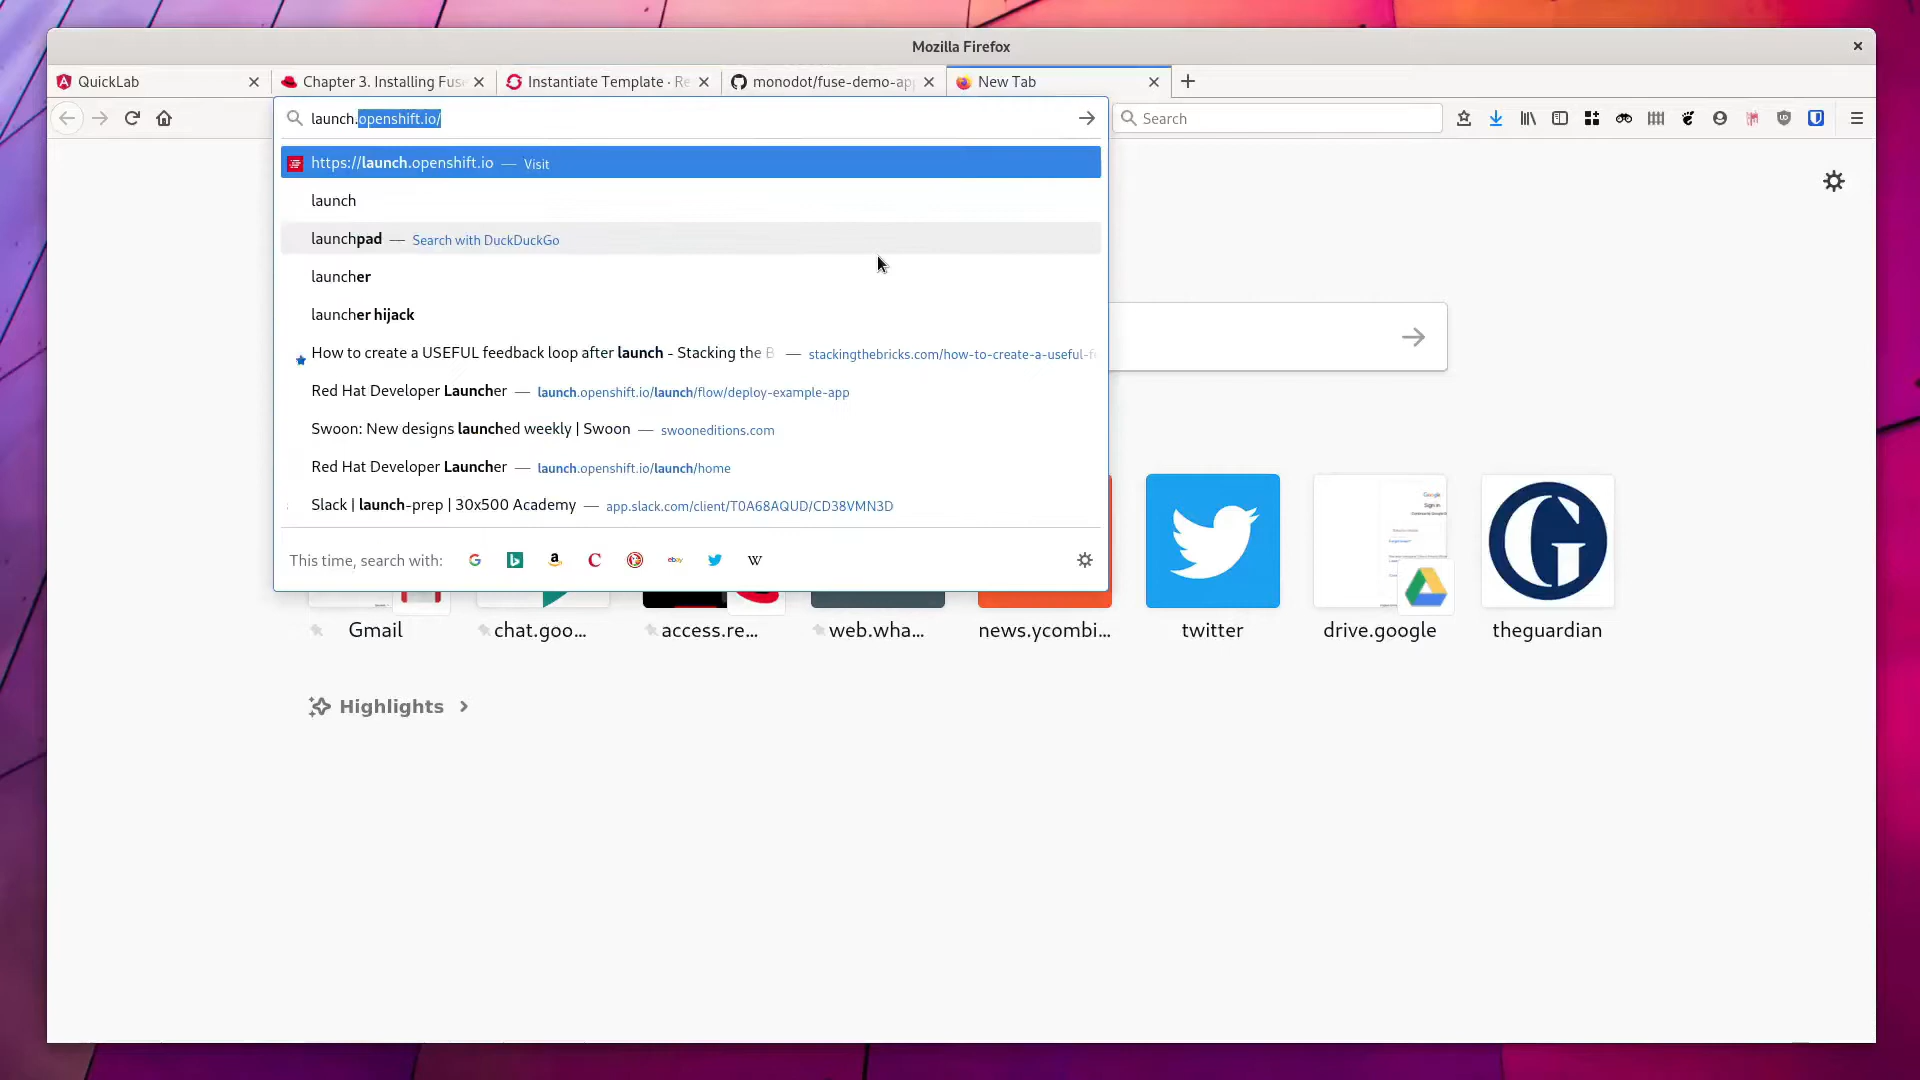 Mozilla Firefox
QuickLab
Chapter 3. Installing Fuse
Instantiate Template · Re
monodot/fuse-demo-app
New Tab
launch.openshift.io/
Search
https://launch.openshift.io — Visit
launch
launchpad — Search with DuckDuckGo
launcher
launcher hijack
How to create a USEFUL feedback loop after launch - Stacking the B — stackingthebricks.com/how-to-create-a-useful-fe
Red Hat Developer Launcher — launch.openshift.io/launch/flow/deploy-example-app
Swoon: New designs launched weekly | Swoon — swooneditions.com
Red Hat Developer Launcher — launch.openshift.io/launch/home
Slack | launch-prep | 30x500 Academy — app.slack.com/client/T0A68AQUD/CD38VMN3D
This time, search with:
Gmail
chat.goo...
access.re...
web.wha...
news.ycombi...
twitter
drive.google
theguardian
Highlights